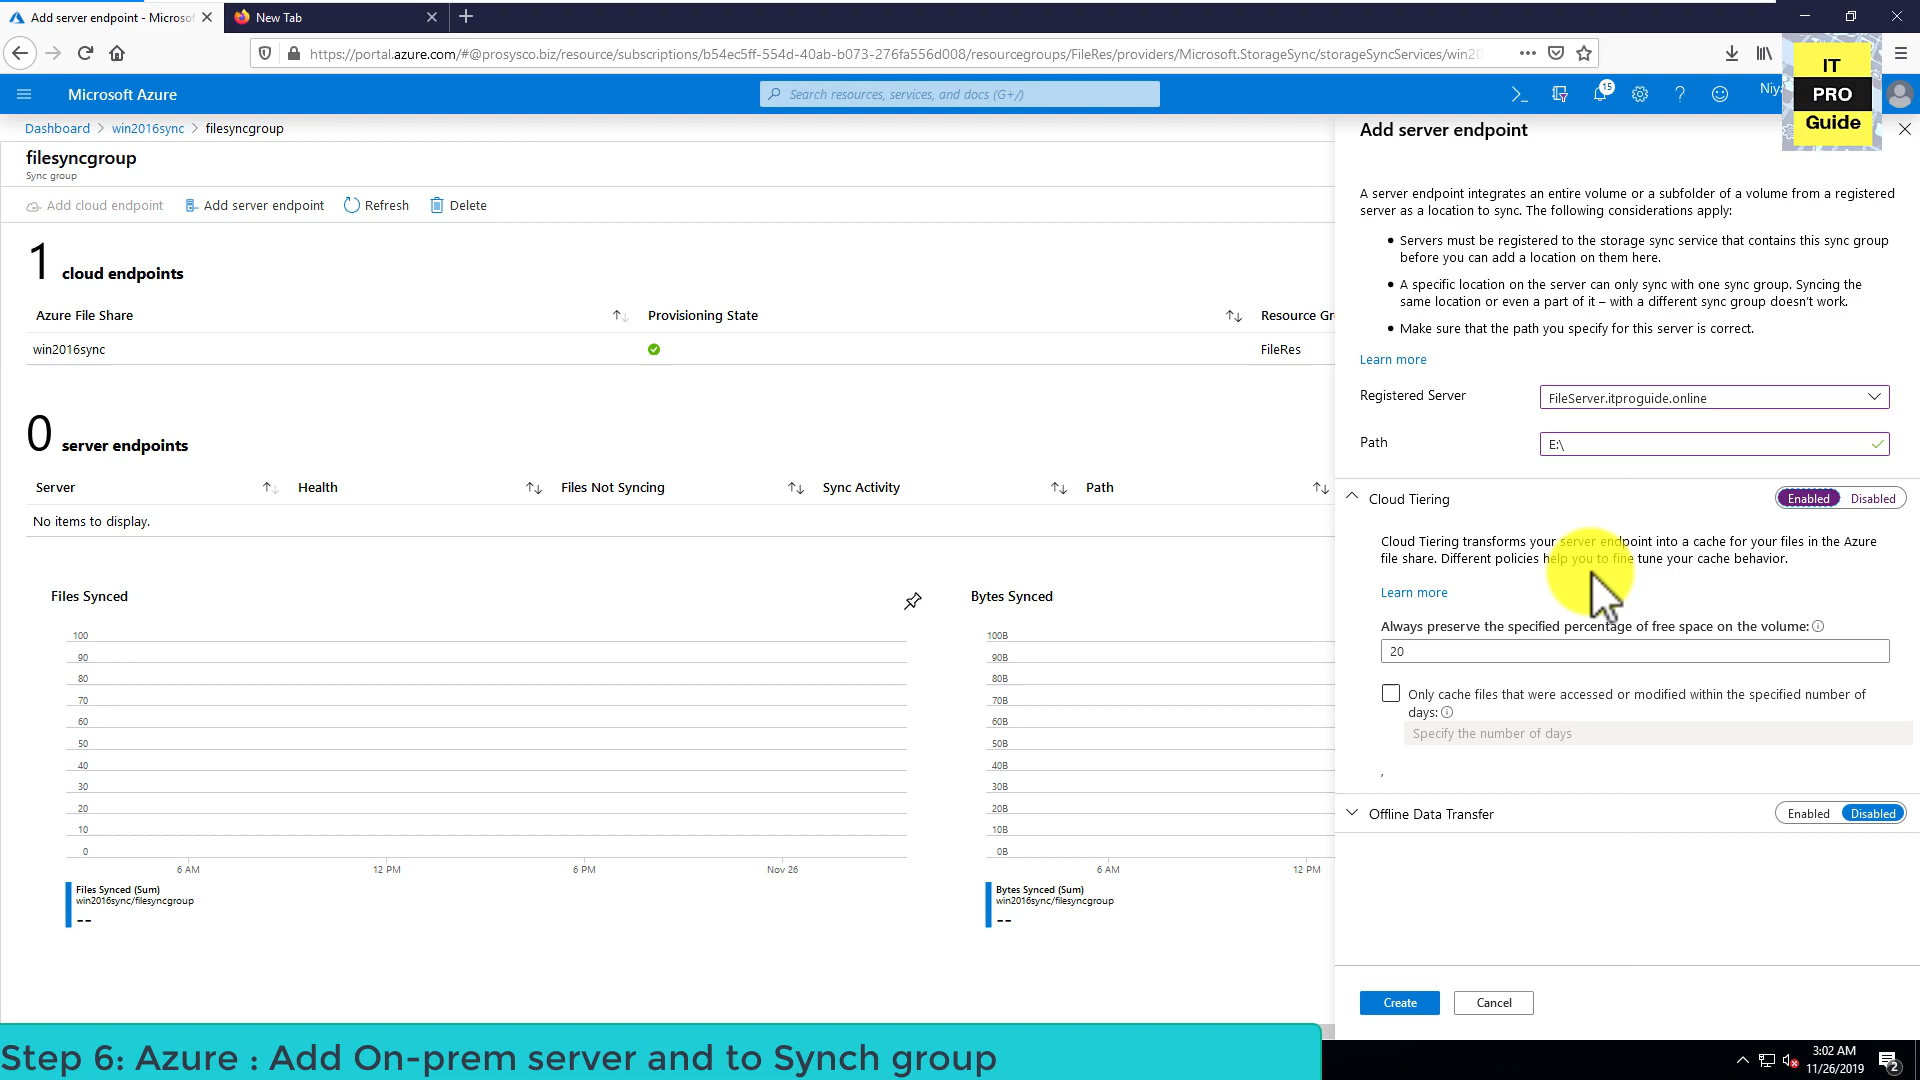 Add server endpoint - Microsof
New Tab
https://portal.azure.com/#@prosysco.biz/resource/subscriptions/b54ec5ff-554d-40ab-b073-276fa556d008/resourcegroups/FileRes/providers/Microsoft.StorageSync/storageSyncServices/win20
IT
PRO
Guide
Microsoft Azure
Search resources, services, and docs (G+/)
15
Niya
Dashboard > win2016sync > filesyncgroup
filesyncgroup
Sync group
Add cloud endpoint
Add server endpoint
Refresh
Delete
1 cloud endpoints
Azure File Share
Provisioning State
Resource Gr
win2016sync
FileRes
0 server endpoints
Server
Health
Files Not Syncing
Sync Activity
Path
No items to display.
Files Synced
100
90
80
70
60
50
40
30
20
10
0
6 AM
12 PM
6 PM
Nov 26
Files Synced (Sum)
win2016sync/filesyncgroup
--
Bytes Synced
100B
90B
80B
70B
60B
50B
40B
30B
20B
10B
0B
6 AM
12 PM
Bytes Synced (Sum)
win2016sync/filesyncgroup
--
Add server endpoint
A server endpoint integrates an entire volume or a subfolder of a volume from a registered
server as a location to sync. The following considerations apply:
• Servers must be registered to the storage sync service that contains this sync group
before you can add a location on them here.
• A specific location on the server can only sync with one sync group. Syncing the
same location or even a part of it – with a different sync group doesn't work.
• Make sure that the path you specify for this server is correct.
Learn more
Registered Server
FileServer.itproguide.online
Path
E:\
Cloud Tiering
Enabled
Disabled
Cloud Tiering transforms your server endpoint into a cache for your files in the Azure
file share. Different policies help you to fine tune your cache behavior.
Learn more
Always preserve the specified percentage of free space on the volume:
20
Only cache files that were accessed or modified within the specified number of
days:
Specify the number of days
,
Offline Data Transfer
Enabled
Disabled
Create
Cancel
Step 6: Azure : Add On-prem server and to Synch group
3:02 AM
11/26/2019
2